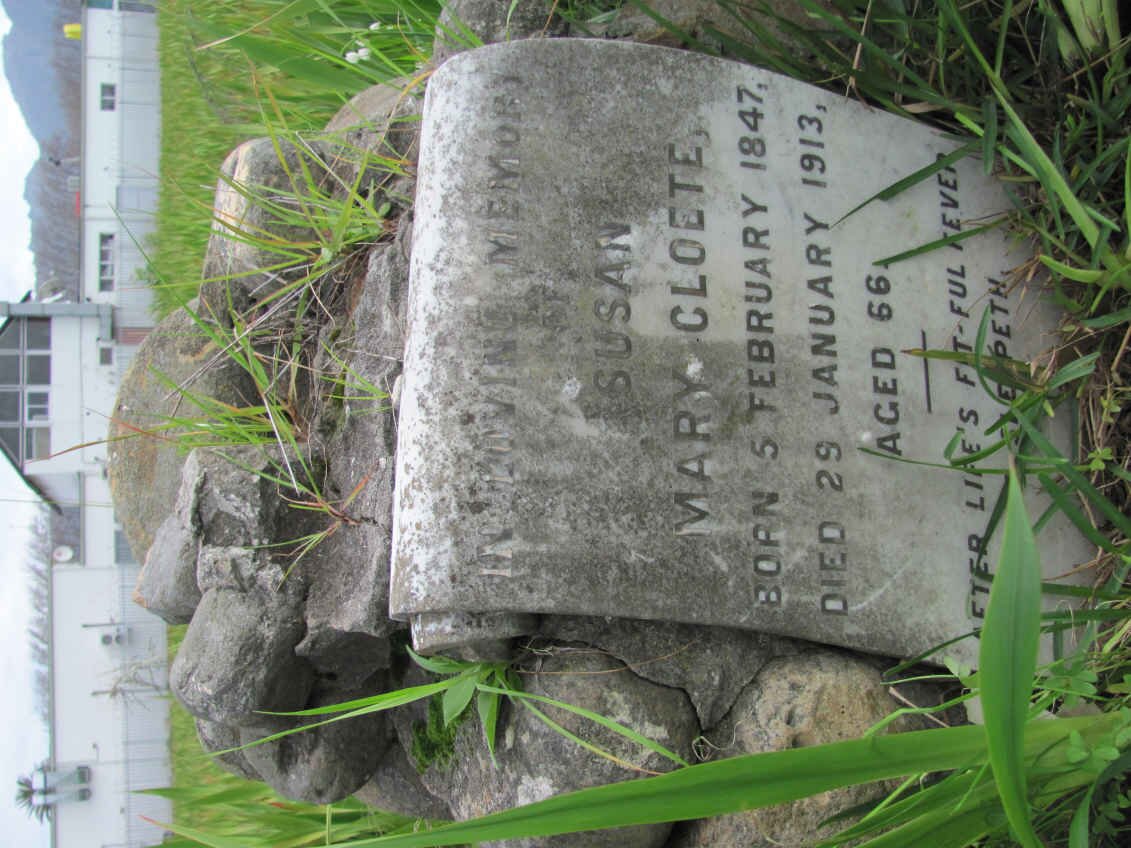 IN LOVING MEMORY
OF
SUSAN
MARY CLOETE,
BORN 5 FEBRUARY 1847,
DIED 29 JANUARY 1913,
AGED 66.
LIFE'S FIT-FUL FEVER